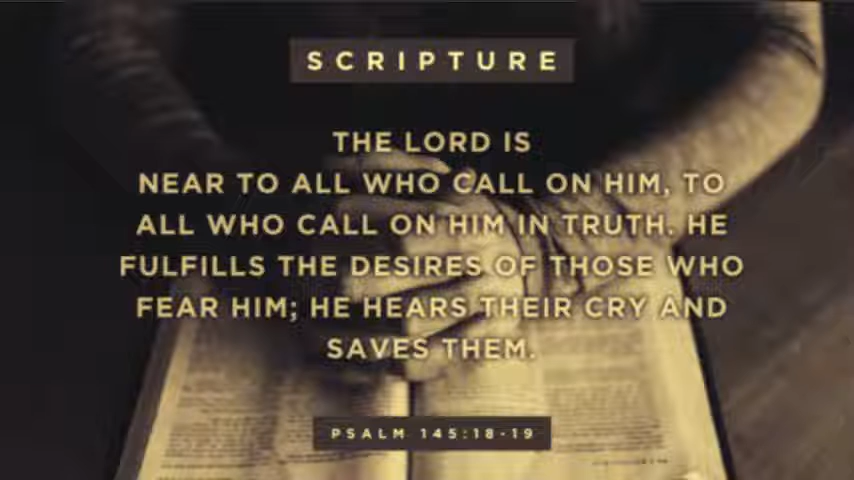 SCRIPTURE
THE LORD IS
NEAR TO ALL WHO CALL ON HIM, TO
ALL WHO CALL ON HIM IN TRUTH. HE
FULFILLS THE DESIRES OF THOSE WHO
FEAR HIM; HE HEARS THEIR CRY AND
SAVES THEM.
PSALM 145:18-19